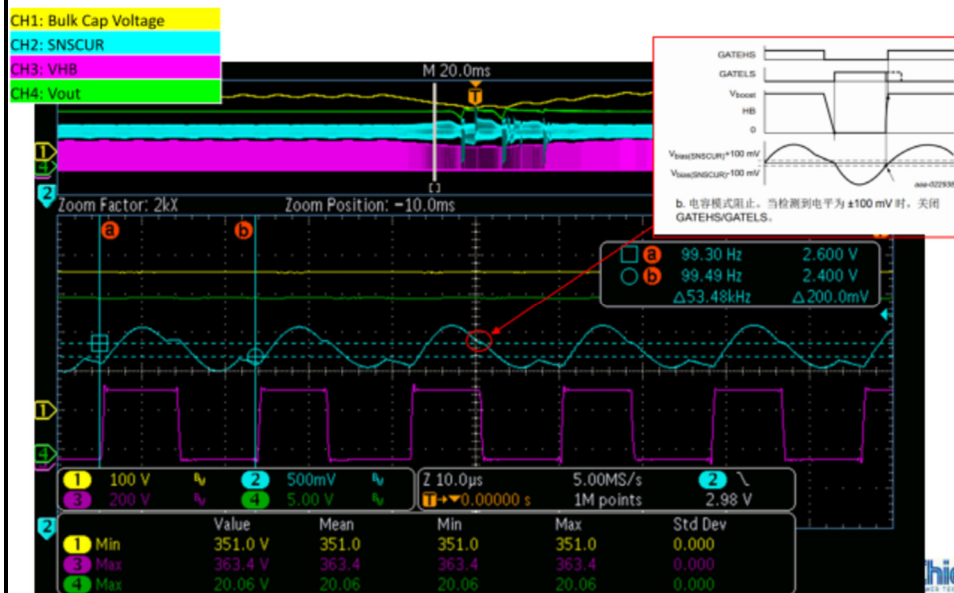 CH1: Bulk Cap Voltage
CH2: SNSCUR
CH3: VHB
CH4: Vout
M 20.0ms
T
1
4
2
GATEHS
GATELS
Vboost
HB
0
Vbias(SNSCUR)+100 mV
Vbias(SNSCUR)-100 mV
b. 电容模式阻止。当检测到电平为 ±100 mV 时。关闭
GATEHS/GATELS。
Zoom Factor: 2kX Zoom Position: −10.0ms
a b
a 99.30 Hz 2.600 V
b 99.49 Hz 2.400 V
Δ53.48kHz Δ200.0mV
1
4
1 100 V 2 500mV Z 10.0µs 5.00MS/s 2
3 200 V 4 5.00 V T→▼0.00000 s 1M points 2.98 V
2
Value Mean Min Max Std Dev
1 Min 351.0 V 351.0 351.0 351.0 0.000
3 Max 363.4 V 363.4 363.4 363.4 0.000
4 Max 20.06 V 20.06 20.06 20.06 0.000